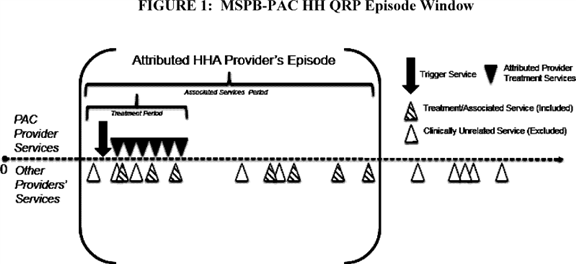 FIGURE 1: MSPB-PAC HH QRP Episode Window
Attributed HHA Provider's Episode
Associated Services Period
Treatment Period
Trigger Service
Attributed Provider
Treatment Services
Treatment/Associated Service (Included)
Clinically Unrelated Service (Excluded)
PAC
Provider
Services
0
Other
Providers'
Services